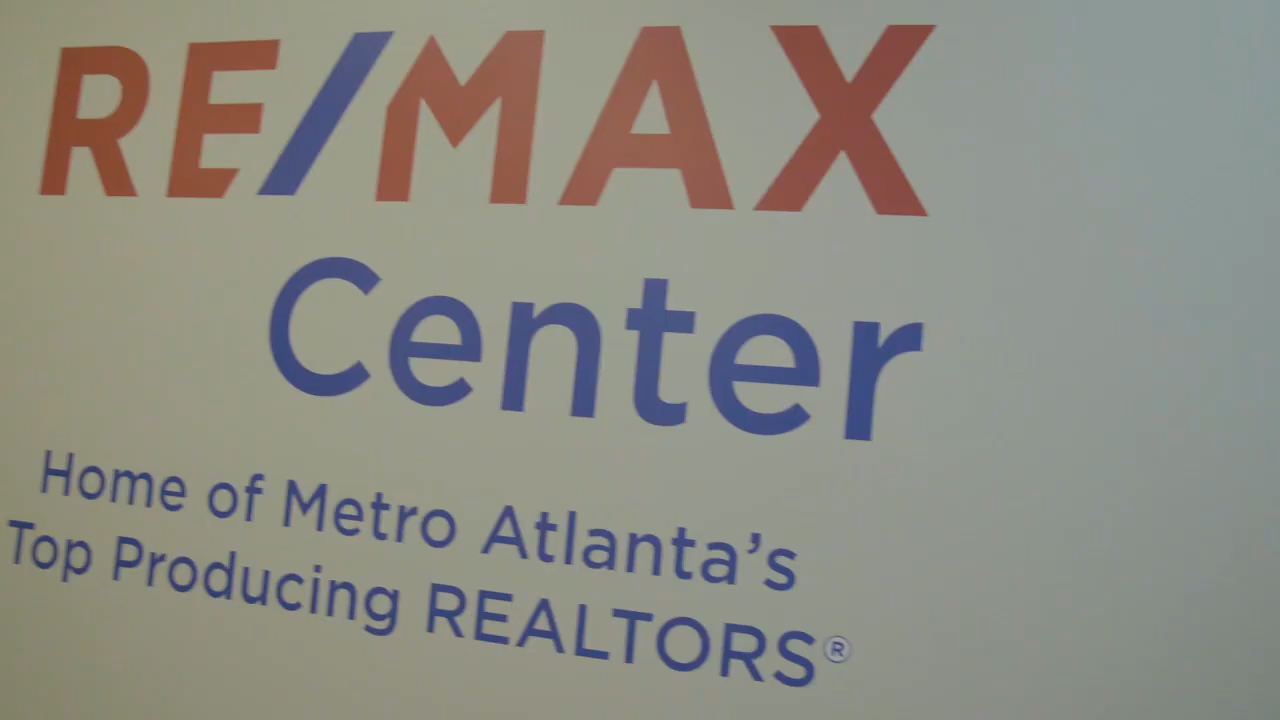 RE/MAX
Center
Home of Metro Atlanta’s
Top Producing REALTORS®